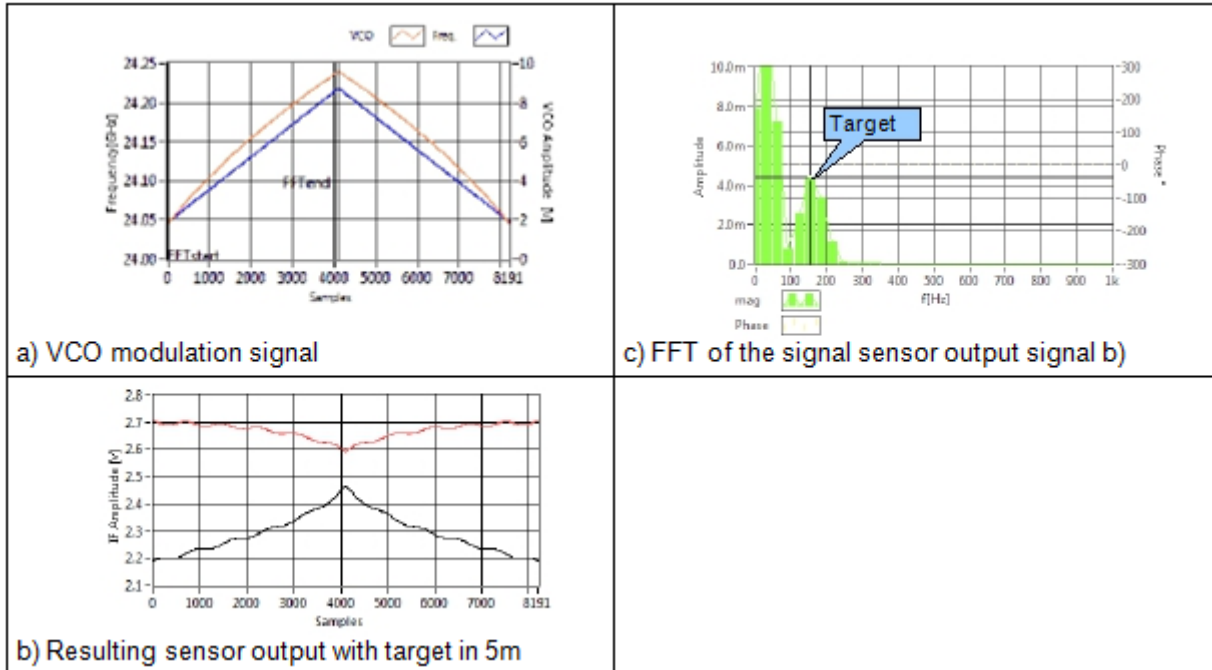 VCO Freq.
24.25 10
24.20 8
24.15 6
24.10 4
24.05 2
24.00 0
Frequency[GHz]
VCO Amplitude [V]
FFTend
FFTstart
0 1000 2000 3000 4000 5000 6000 7000 8191
Samples
a) VCO modulation signal
10.0m 300
8.0m 200
100
6.0m
0
4.0m
-100
2.0m
-200
0.0 -300
Amplitude
Phase °
Target
0 100 200 300 400 500 600 700 800 900 1k
f[Hz]
mag
Phase
c) FFT of the signal sensor output signal b)
2.8
2.7
2.6
2.5
2.4
2.3
2.2
2.1
IF Amplitude [V]
0 1000 2000 3000 4000 5000 6000 7000 8191
Samples
b) Resulting sensor output with target in 5m